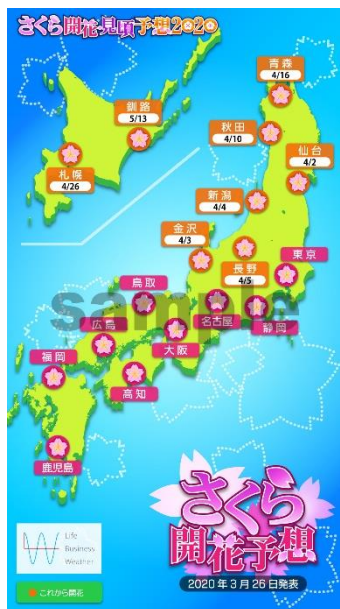 さくら開花・見頃予想2020
青森
4/16
釧路
5/13
秋田
4/10
仙台
4/2
札幌
4/26
新潟
4/4
金沢
4/3
東京
長野
4/5
鳥取
sample
名古屋
静岡
広島
大阪
福岡
高知
鹿児島
さくら
開花予想
2020年3月26日発表
Life
Business
Weather
これから開花